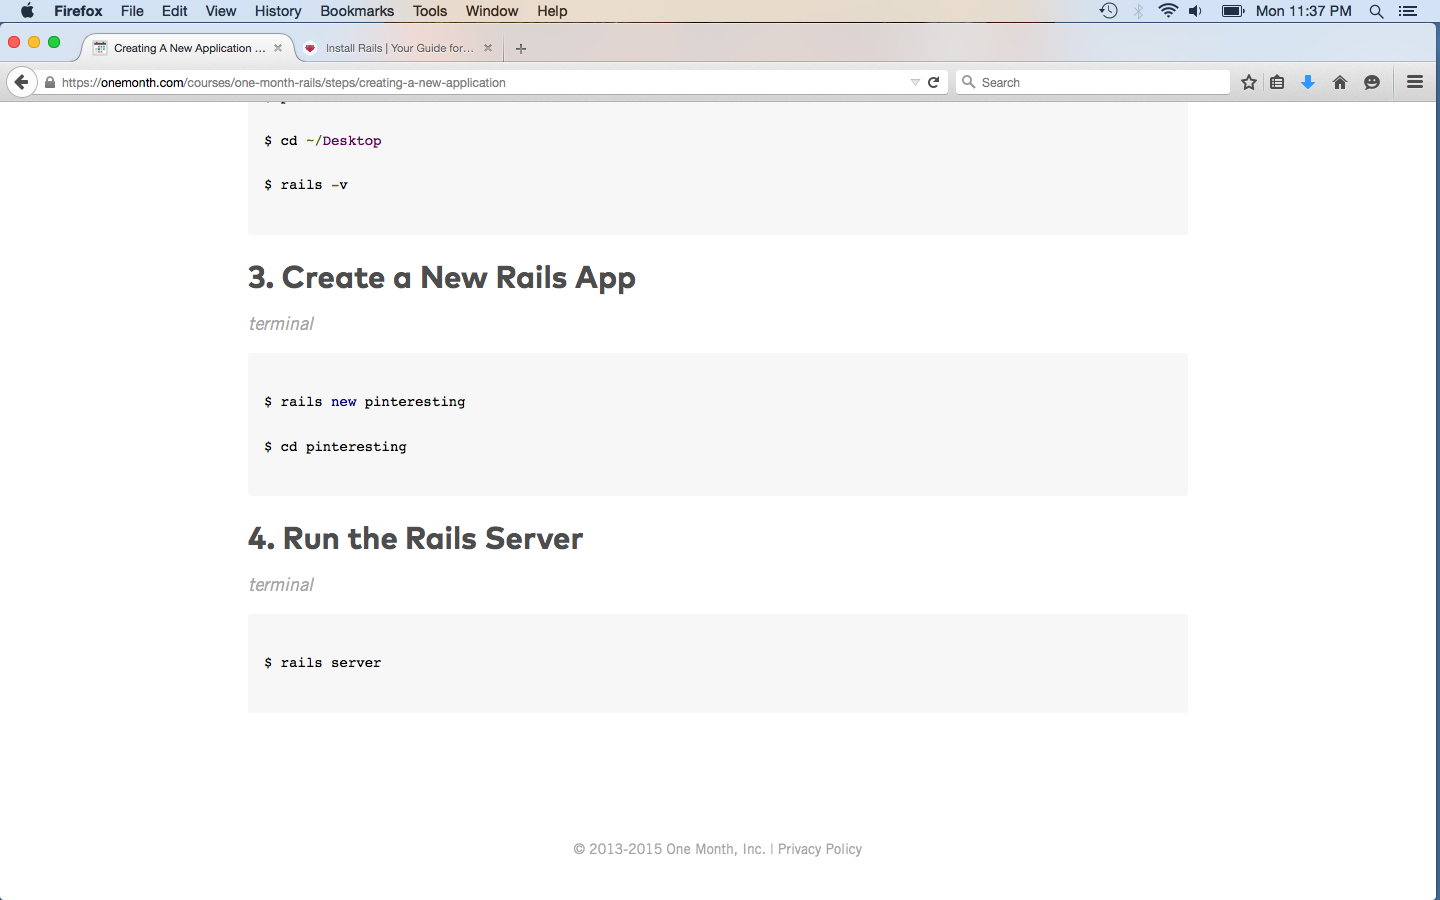 Firefox File Edit View History Bookmarks Tools Window Help Mon 11:37 PM
Creating A New Application ... Install Rails | Your Guide for...
https://onemonth.com/courses/one-month-rails/steps/creating-a-new-application Search
$ cd ~/Desktop
$ rails -v
3. Create a New Rails App
terminal
$ rails new pinteresting
$ cd pinteresting
4. Run the Rails Server
terminal
$ rails server
© 2013-2015 One Month, Inc. | Privacy Policy